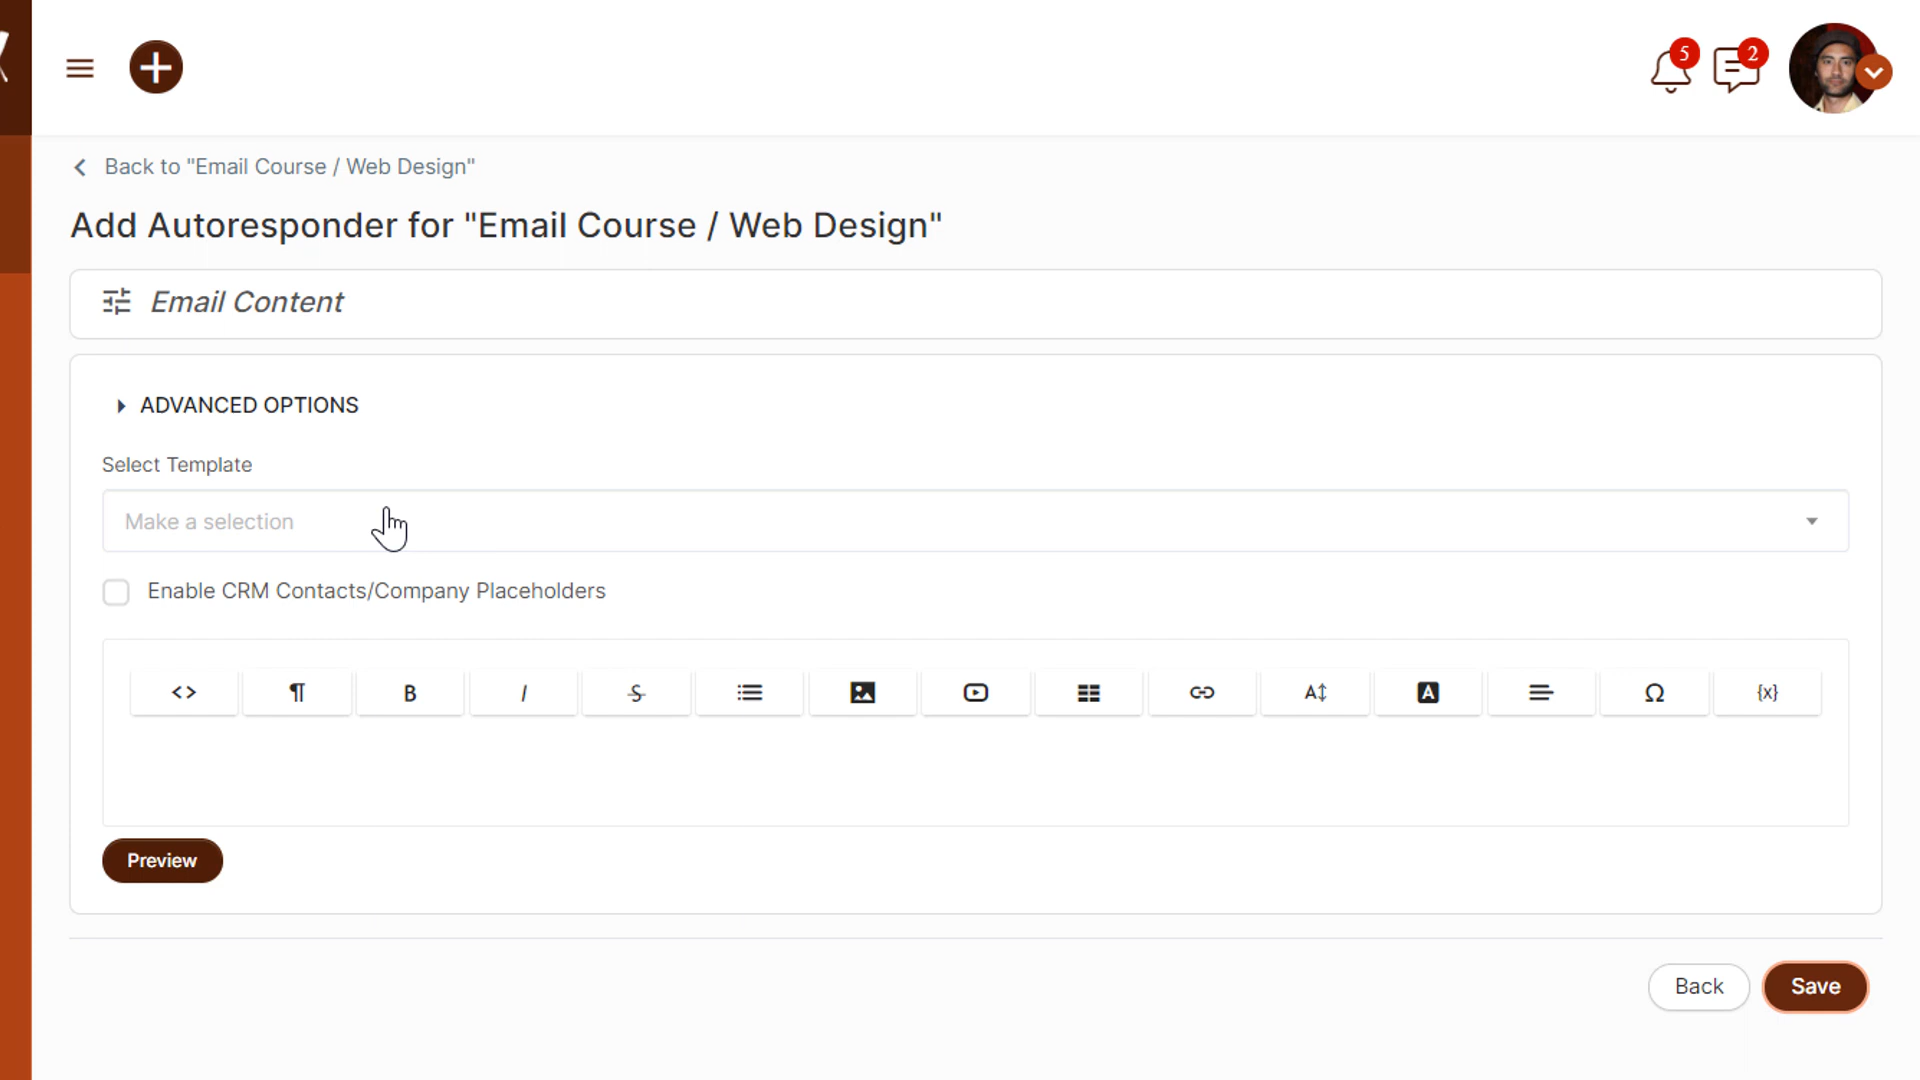 5
2
Back to "Email Course / Web Design"
Add Autoresponder for "Email Course / Web Design"
Email Content
ADVANCED OPTIONS
Select Template
Make a selection
Enable CRM Contacts/Company Placeholders
<> ¶ B I S A A Ω {x}
Preview
Back Save